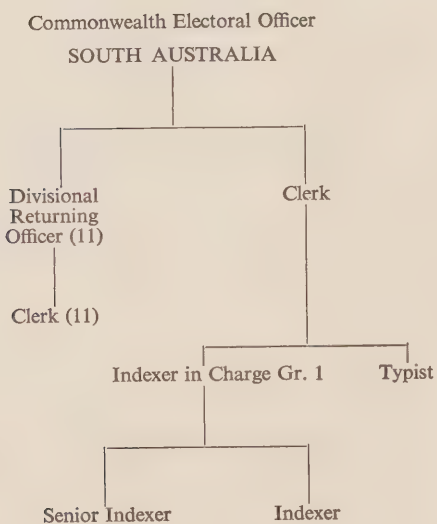 Commonwealth Electoral Officer
SOUTH AUSTRALIA
Divisional
Returning
Officer (11)
Clerk
Clerk (11)
Indexer in Charge Gr. 1
Typist
Senior Indexer
Indexer